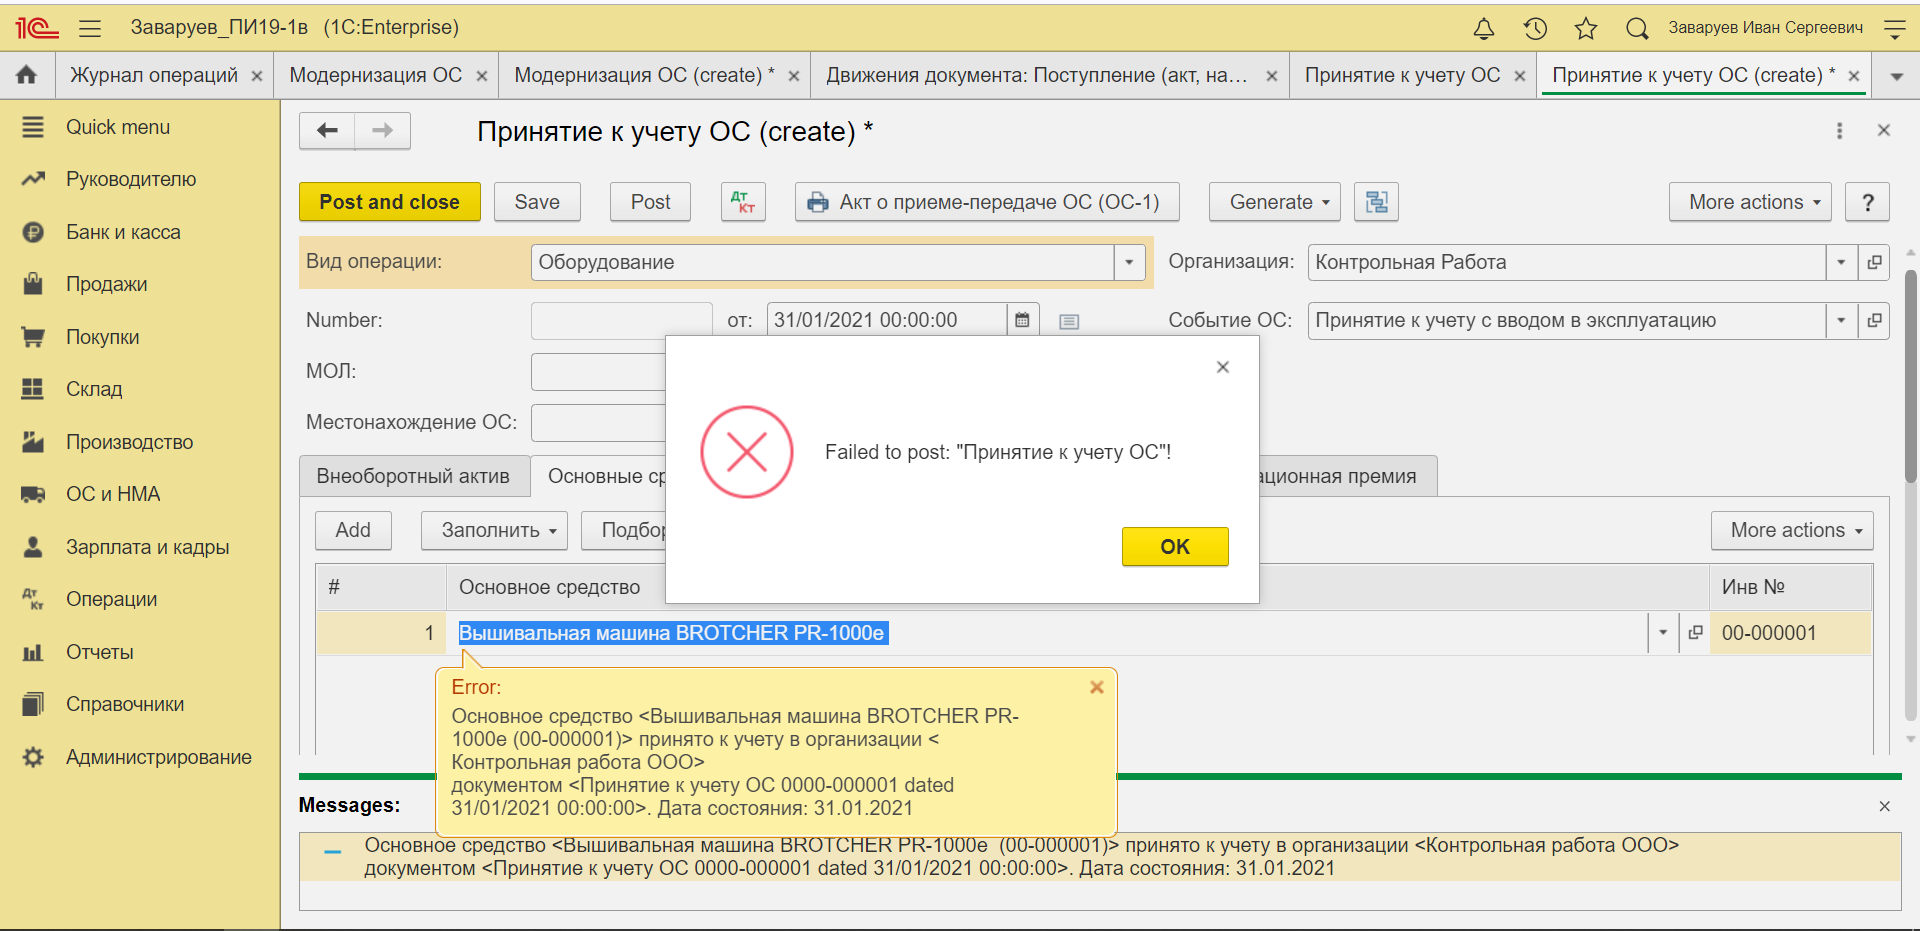 1С Заваруев_ПИ19-1в (1C:Enterprise) Заваруев Иван Сергеевич
Журнал операций × Модернизация ОС × Модернизация ОС (create) * × Движения документа: Поступление (акт, на... × Принятие к учету ОС × Принятие к учету ОС (create) * ×
Quick menu
Руководителю
Банк и касса
Продажи
Покупки
Склад
Производство
ОС и НМА
Зарплата и кадры
Дт Кт Операции
Отчеты
Справочники
Администрирование
Принятие к учету ОС (create) *
Post and close Save Post Дт Кт Акт о приеме-передаче ОС (ОС-1) Generate More actions ?
Вид операции: Оборудование Организация: Контрольная Работа
Number: от: 31/01/2021 00:00:00 Событие ОС: Принятие к учету с вводом в эксплуатацию
МОЛ:
Местонахождение ОС:
Failed to post: "Принятие к учету ОС"!
OK
Внеоборотный актив Основные ср ационная премия
Add Заполнить Подбор More actions
# Основное средство Инв №
1 Вышивальная машина BROTCHER PR-1000e 00-000001
Error:
Основное средство <Вышивальная машина BROTCHER PR-
1000e (00-000001)> принято к учету в организации <
Контрольная работа ООО>
документом <Принятие к учету ОС 0000-000001 dated
31/01/2021 00:00:00>. Дата состояния: 31.01.2021
Messages:
Основное средство <Вышивальная машина BROTCHER PR-1000e (00-000001)> принято к учету в организации <Контрольная работа ООО>
документом <Принятие к учету ОС 0000-000001 dated 31/01/2021 00:00:00>. Дата состояния: 31.01.2021